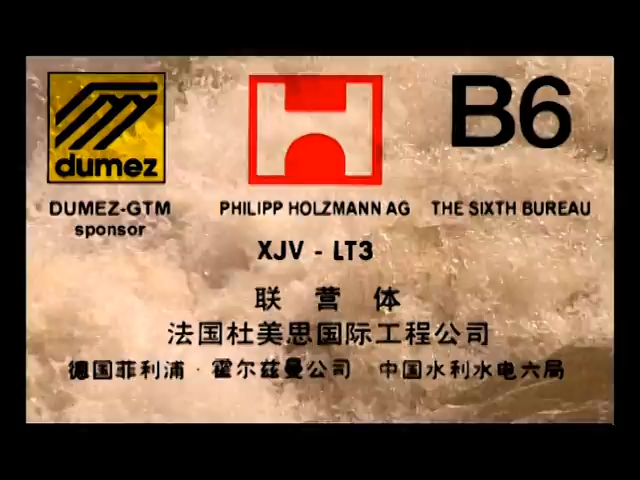 dumez
B6
DUMEZ-GTM PHILIPP HOLZMANN AG THE SIXTH BUREAU
sponsor
XJV - LT3
联营体
法国杜美思国际工程公司
德国菲利浦·霍尔兹曼公司 中国水利水电六局